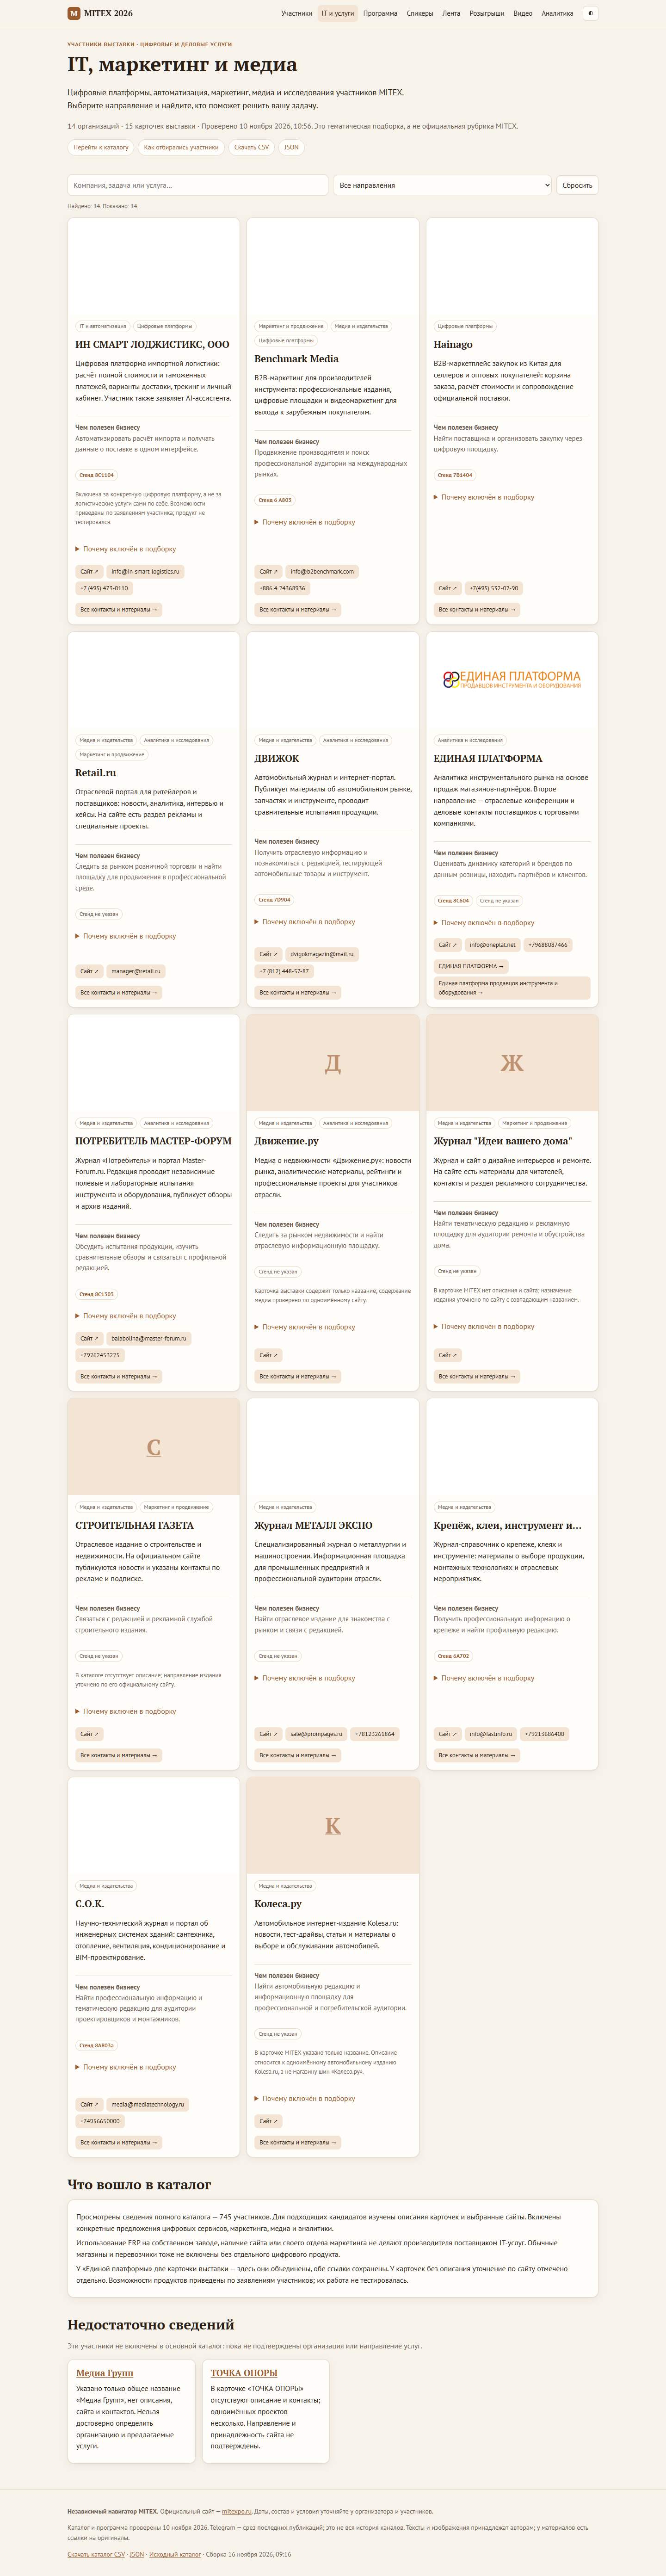 М MITEX 2026
Участники IT и услуги Программа Спикеры Лента Розыгрыши Видео Аналитика
УЧАСТНИКИ ВЫСТАВКИ · ЦИФРОВЫЕ И ДЕЛОВЫЕ УСЛУГИ
IT, маркетинг и медиа
Цифровые платформы, автоматизация, маркетинг, медиа и исследования участников MITEX.
Выберите направление и найдите, кто поможет решить вашу задачу.
14 организаций · 15 карточек выставки · Проверено 10 ноября 2026, 10:56. Это тематическая подборка, а не официальная рубрика MITEX.
Перейти к каталогу Как отбирались участники Скачать CSV JSON
Компания, задача или услуга... Все направления Сбросить
Найдено: 14. Показано: 14.
IT и автоматизация Цифровые платформы
ИН СМАРТ ЛОДЖИСТИКС, ООО
Цифровая платформа импортной логистики:
расчёт полной стоимости и таможенных
платежей, варианты доставки, трекинг и личный
кабинет. Участник также заявляет AI-ассистента.
Чем полезен бизнесу
Автоматизировать расчёт импорта и получать
данные о поставке в одном интерфейсе.
Стенд 8C1104
Включена за конкретную цифровую платформу, а не за
логистические услуги сами по себе. Возможности
приведены по заявлениям участника; продукт не
тестировался.
Почему включён в подборку
Сайт ↗ info@in-smart-logistics.ru
+7 (495) 473-0110
Все контакты и материалы →
Маркетинг и продвижение Медиа и издательства
Цифровые платформы
Benchmark Media
B2B-маркетинг для производителей
инструмента: профессиональные издания,
цифровые площадки и видеомаркетинг для
выхода к зарубежным покупателям.
Чем полезен бизнесу
Продвижение производителя и поиск
профессиональной аудитории на международных
рынках.
Стенд 6 A803
Почему включён в подборку
Сайт ↗ info@b2benchmark.com
+886 4 24368936
Все контакты и материалы →
Цифровые платформы
Hainago
B2B-маркетплейс закупок из Китая для
селлеров и оптовых покупателей: корзина
заказа, расчёт стоимости и сопровождение
официальной поставки.
Чем полезен бизнесу
Найти поставщика и организовать закупку через
цифровую площадку.
Стенд 7B1404
Почему включён в подборку
Сайт ↗ +7(495) 532-02-90
Все контакты и материалы →
Медиа и издательства Аналитика и исследования
Маркетинг и продвижение
Retail.ru
Отраслевой портал для ритейлеров и
поставщиков: новости, аналитика, интервью и
кейсы. На сайте есть раздел рекламы и
специальные проекты.
Чем полезен бизнесу
Следить за рынком розничной торговли и найти
площадку для продвижения в профессиональной
среде.
Стенд не указан
Почему включён в подборку
Сайт ↗ manager@retail.ru
Все контакты и материалы →
Медиа и издательства Аналитика и исследования
ДВИЖОК
Автомобильный журнал и интернет-портал.
Публикует материалы об автомобильном рынке,
запчастях и инструменте, проводит
сравнительные испытания продукции.
Чем полезен бизнесу
Получить отраслевую информацию и
познакомиться с редакцией, тестирующей
автомобильные товары и инструмент.
Стенд 7D904
Почему включён в подборку
Сайт ↗ dvigokmagazin@mail.ru
+7 (812) 448-57-87
Все контакты и материалы →
ЕДИНАЯ ПЛАТФОРМА
ПРОДАВЦОВ ИНСТРУМЕНТА И ОБОРУДОВАНИЯ
Аналитика и исследования
ЕДИНАЯ ПЛАТФОРМА
Аналитика инструментального рынка на основе
продаж магазинов-партнёров. Второе
направление — отраслевые конференции и
деловые контакты поставщиков с торговыми
компаниями.
Чем полезен бизнесу
Оценивать динамику категорий и брендов по
данным розницы, находить партнёров и клиентов.
Стенд 8C604 Стенд не указан
Почему включён в подборку
Сайт ↗ info@oneplat.net +79688087466
ЕДИНАЯ ПЛАТФОРМА →
Единая платформа продавцов инструмента и
оборудования →
Медиа и издательства Аналитика и исследования
ПОТРЕБИТЕЛЬ МАСТЕР-ФОРУМ
Журнал «Потребитель» и портал Master-
Forum.ru. Редакция проводит независимые
полевые и лабораторные испытания
инструмента и оборудования, публикует обзоры
и архив изданий.
Чем полезен бизнесу
Обсудить испытания продукции, изучить
сравнительные обзоры и связаться с профильной
редакцией.
Стенд 8C1303
Почему включён в подборку
Сайт ↗ balabolina@master-forum.ru
+79262453225
Все контакты и материалы →
Д
Медиа и издательства Аналитика и исследования
Движение.ру
Медиа о недвижимости «Движение.ру»: новости
рынка, аналитические материалы, рейтинги и
профессиональные проекты для участников
отрасли.
Чем полезен бизнесу
Следить за рынком недвижимости и найти
отраслевую информационную площадку.
Стенд не указан
Карточка выставки содержит только название; содержание
медиа проверено по одноимённому сайту.
Почему включён в подборку
Сайт ↗
Все контакты и материалы →
Ж
Медиа и издательства Маркетинг и продвижение
Журнал "Идеи вашего дома"
Журнал и сайт о дизайне интерьеров и ремонте.
На сайте есть материалы для читателей,
контакты и раздел рекламного сотрудничества.
Чем полезен бизнесу
Найти тематическую редакцию и рекламную
площадку для аудитории ремонта и обустройства
дома.
Стенд не указан
В карточке MITEX нет описания и сайта; назначение
издания уточнено по сайту с совпадающим названием.
Почему включён в подборку
Сайт ↗
Все контакты и материалы →
С
Медиа и издательства Маркетинг и продвижение
СТРОИТЕЛЬНАЯ ГАЗЕТА
Отраслевое издание о строительстве и
недвижимости. На официальном сайте
публикуются новости и указаны контакты по
рекламе и подписке.
Чем полезен бизнесу
Связаться с редакцией и рекламной службой
строительного издания.
Стенд не указан
В каталоге отсутствует описание; направление издания
уточнено по его официальному сайту.
Почему включён в подборку
Сайт ↗
Все контакты и материалы →
Медиа и издательства
Журнал МЕТАЛЛ ЭКСПО
Специализированный журнал о металлургии и
машиностроении. Информационная площадка
для промышленных предприятий и
профессиональной аудитории отрасли.
Чем полезен бизнесу
Найти отраслевое издание для знакомства с
рынком и связи с редакцией.
Стенд не указан
Почему включён в подборку
Сайт ↗ sale@prompages.ru +78123261864
Все контакты и материалы →
Медиа и издательства
Крепёж, клеи, инструмент и...
Журнал-справочник о крепеже, клеях и
инструменте: материалы о выборе продукции,
монтажных технологиях и отраслевых
мероприятиях.
Чем полезен бизнесу
Получить профессиональную информацию о
крепеже и найти профильную редакцию.
Стенд 6A702
Почему включён в подборку
Сайт ↗ info@fastinfo.ru +79213686400
Все контакты и материалы →
Медиа и издательства
С.О.К.
Научно-технический журнал и портал об
инженерных системах зданий: сантехника,
отопление, вентиляция, кондиционирование и
BIM-проектирование.
Чем полезен бизнесу
Найти профессиональную информацию и
тематическую редакцию для аудитории
проектировщиков и монтажников.
Стенд 8A803a
Почему включён в подборку
Сайт ↗ media@mediatechnology.ru
+74956650000
Все контакты и материалы →
К
Медиа и издательства
Колеса.ру
Автомобильное интернет-издание Kolesa.ru:
новости, тест-драйвы, статьи и материалы о
выборе и обслуживании автомобилей.
Чем полезен бизнесу
Найти автомобильную редакцию и
информационную площадку для
профессиональной и потребительской аудитории.
Стенд не указан
В карточке MITEX указано только название. Описание
относится к одноимённому автомобильному изданию
Kolesa.ru, а не магазину шин «Колесо.ру».
Почему включён в подборку
Сайт ↗
Все контакты и материалы →
Что вошло в каталог
Просмотрены сведения полного каталога — 745 участников. Для подходящих кандидатов изучены описания карточек и выбранные сайты. Включены
конкретные предложения цифровых сервисов, маркетинга, медиа и аналитики.
Использование ERP на собственном заводе, наличие сайта или своего отдела маркетинга не делают производителя поставщиком IT-услуг. Обычные
магазины и перевозчики тоже не включены без отдельного цифрового продукта.
У «Единой платформы» две карточки выставки — здесь они объединены, обе ссылки сохранены. У карточек без описания уточнение по сайту отмечено
отдельно. Возможности продуктов приведены по заявлениям участников; их работа не тестировалась.
Недостаточно сведений
Эти участники не включены в основной каталог: пока не подтверждены организация или направление услуг.
Медиа Групп
Указано только общее название
«Медиа Групп», нет описания,
сайта и контактов. Нельзя
достоверно определить
организацию и предлагаемые
услуги.
ТОЧКА ОПОРЫ
В карточке «ТОЧКА ОПОРЫ»
отсутствуют описание и контакты;
одноимённых проектов
несколько. Направление и
принадлежность сайта не
подтверждены.
Независимый навигатор MITEX. Официальный сайт — mitexpo.ru. Даты, состав и условия уточняйте у организатора и участников.
Каталог и программа проверены 10 ноября 2026. Telegram — срез последних публикаций; это не вся история каналов. Тексты и изображения принадлежат авторам; у материалов есть
ссылки на оригиналы.
Скачать каталог CSV · JSON · Исходный каталог · Сборка 16 ноября 2026, 09:16